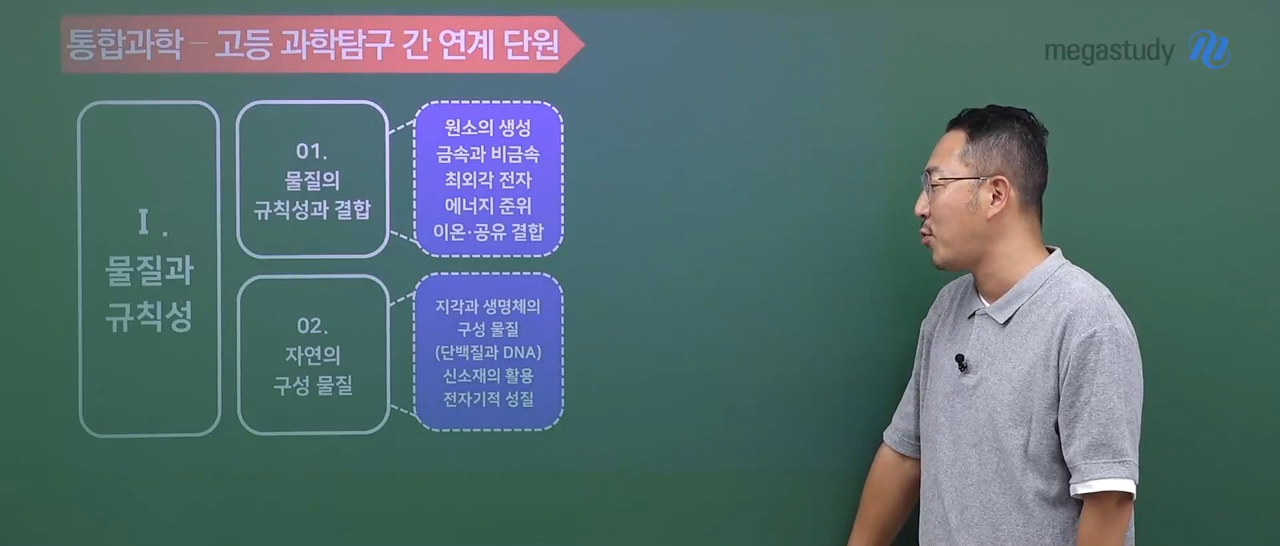 통합과학 – 고등 과학탐구 간 연계 단원
megastudy
Ⅰ.
물질과
규칙성
01.
물질의
규칙성과 결합
원소의 생성
금속과 비금속
최외각 전자
에너지 준위
이온·공유 결합
02.
자연의
구성 물질
지각과 생명체의
구성 물질
(단백질과 DNA)
신소재의 활용
전자기적 성질